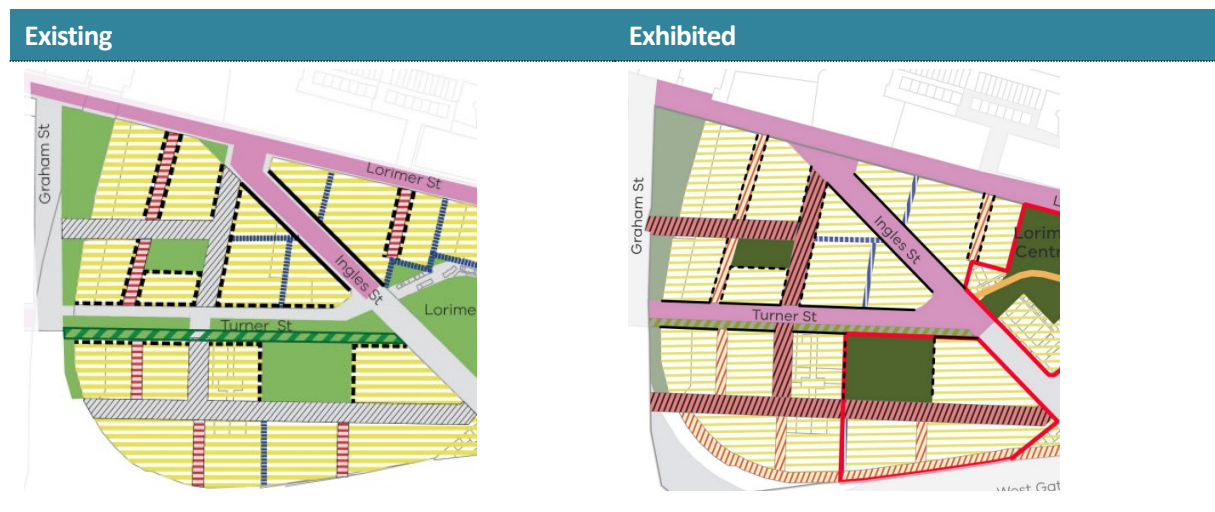 Existing
Exhibited
Graham St
Lorimer St
Ingles St
Turner St
Lorime
Graham St
L
Ingles St
Lorim
Centr
Turner St
West Gat